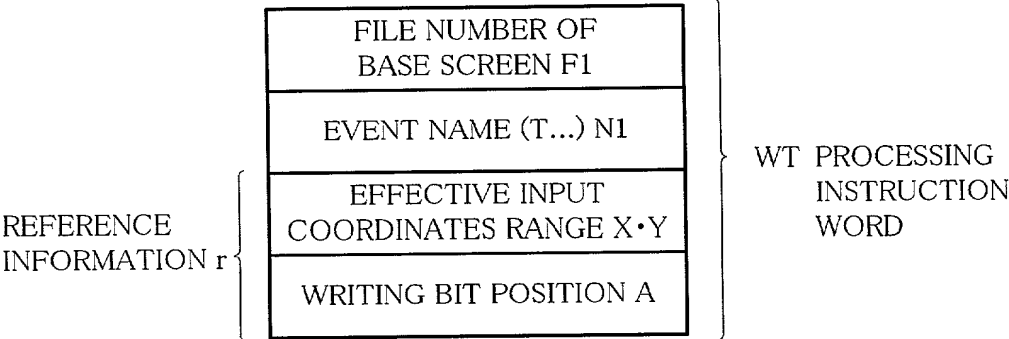 FILE NUMBER OF
BASE SCREEN F1
EVENT NAME (T...) N1
EFFECTIVE INPUT
COORDINATES RANGE X•Y
WRITING BIT POSITION A
REFERENCE
INFORMATION r
WT PROCESSING
INSTRUCTION
WORD